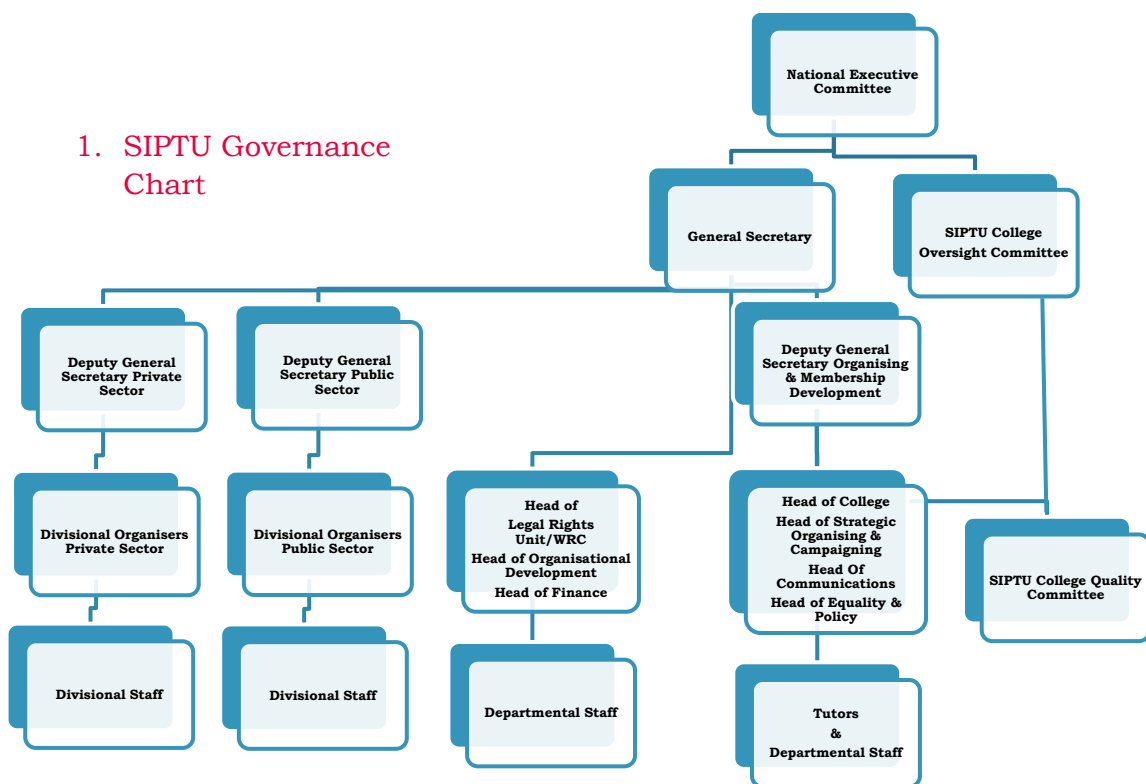 National Executive
Committee
1. SIPTU Governance
Chart
General Secretary
SIPTU College
Oversight Committee
Deputy General
Secretary Private
Sector
Deputy General
Secretary Public
Sector
Deputy General
Secretary Organising
& Membership
Development
Divisional Organisers
Private Sector
Divisional Organisers
Public Sector
Head of
Legal Rights
Unit/WRC
Head of Organisational
Development
Head of Finance
Head of College
Head of Strategic
Organising &
Campaigning
Head Of
Communications
Head of Equality &
Policy
SIPTU College Quality
Committee
Divisional Staff
Divisional Staff
Departmental Staff
Tutors
&
Departmental Staff